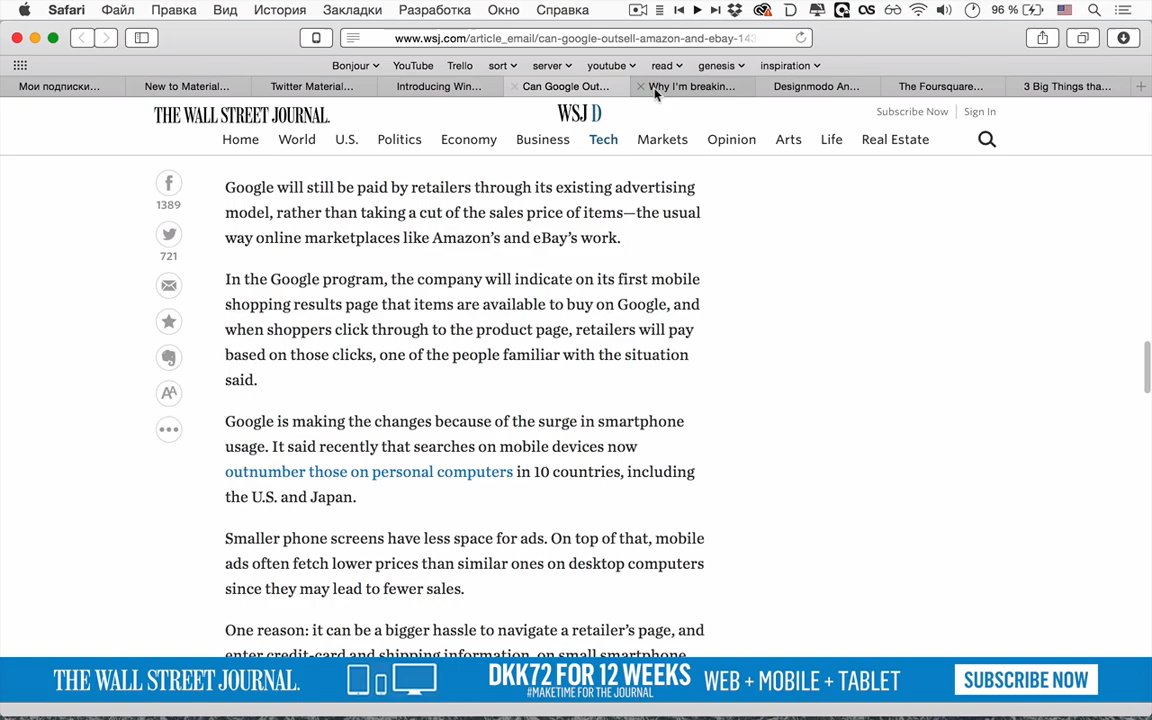 Safari Файл Правка Вид История Закладки Разработка Окно Справка 96 %
www.wsj.com/article_email/can-google-outsell-amazon-and-ebay-143
Bonjour YouTube Trello sort server youtube read genesis inspiration
Мои подписки... New to Material... Twitter Material... Introducing Win... Can Google Out... Why I'm breakin... Designmodo An... The Foursquare... 3 Big Things tha...
THE WALL STREET JOURNAL. WSJ D Subscribe Now Sign In
Home World U.S. Politics Economy Business Tech Markets Opinion Arts Life Real Estate
1389
721
AA
Google will still be paid by retailers through its existing advertising
model, rather than taking a cut of the sales price of items—the usual
way online marketplaces like Amazon's and eBay's work.
In the Google program, the company will indicate on its first mobile
shopping results page that items are available to buy on Google, and
when shoppers click through to the product page, retailers will pay
based on those clicks, one of the people familiar with the situation
said.
Google is making the changes because of the surge in smartphone
usage. It said recently that searches on mobile devices now
outnumber those on personal computers in 10 countries, including
the U.S. and Japan.
Smaller phone screens have less space for ads. On top of that, mobile
ads often fetch lower prices than similar ones on desktop computers
since they may lead to fewer sales.
One reason: it can be a bigger hassle to navigate a retailer's page, and
enter credit-card and shipping information, on small smartphone
THE WALL STREET JOURNAL. DKK72 FOR 12 WEEKS WEB + MOBILE + TABLET SUBSCRIBE NOW
#MAKETIME FOR THE JOURNAL